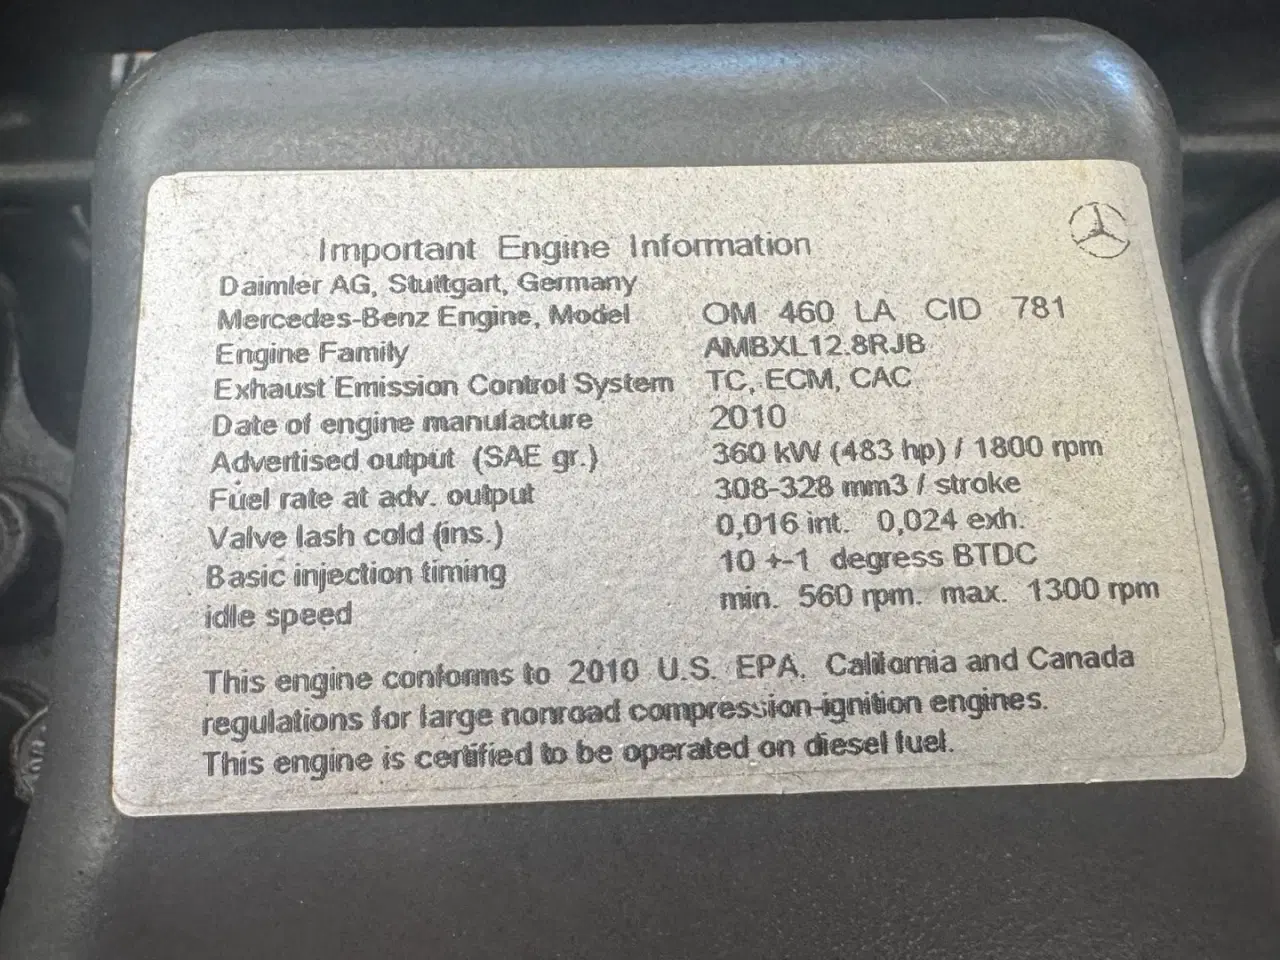 Important Engine Information
Daimler AG, Stuttgart, Germany
Mercedes-Benz Engine, Model OM 460 LA CID 781
Engine Family AMBXL12.8RJB
Exhaust Emission Control System TC, ECM, CAC
Date of engine manufacture 2010
Advertised output (SAE gr.) 360 kW (483 hp) / 1800 rpm
Fuel rate at adv. output 308-328 mm3 / stroke
Valve lash cold (ins.) 0,016 int. 0,024 exh.
Basic injection timing 10 +-1 degress BTDC
idle speed min. 560 rpm. max. 1300 rpm
This engine conforms to 2010 U.S. EPA, California and Canada
regulations for large nonroad compression-ignition engines.
This engine is certified to be operated on diesel fuel.